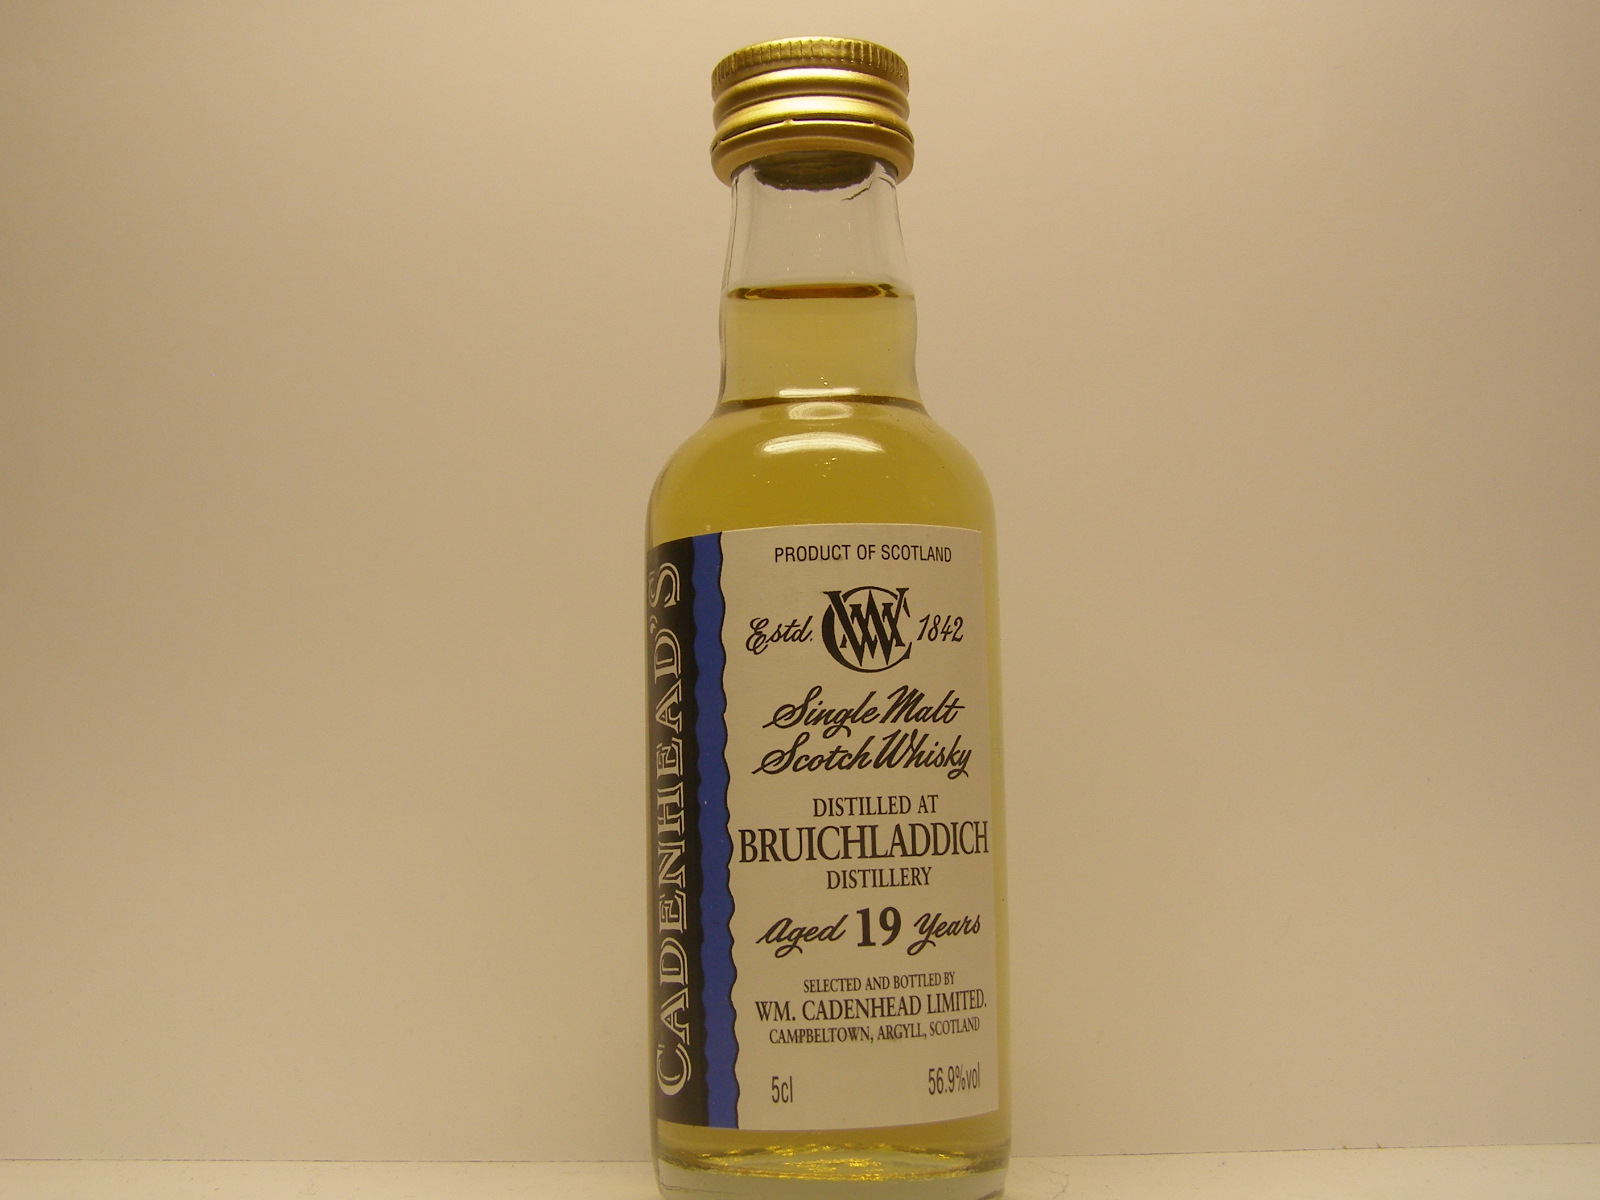 CADENHEAD'S
PRODUCT OF SCOTLAND
Estd. WC 1842
Single Malt
Scotch Whisky
DISTILLED AT
BRUICHLADDICH
DISTILLERY
Aged 19 Years
SELECTED AND BOTTLED BY
WM. CADENHEAD LIMITED.
CAMPBELTOWN, ARGYLL, SCOTLAND
5cl 56.9%vol